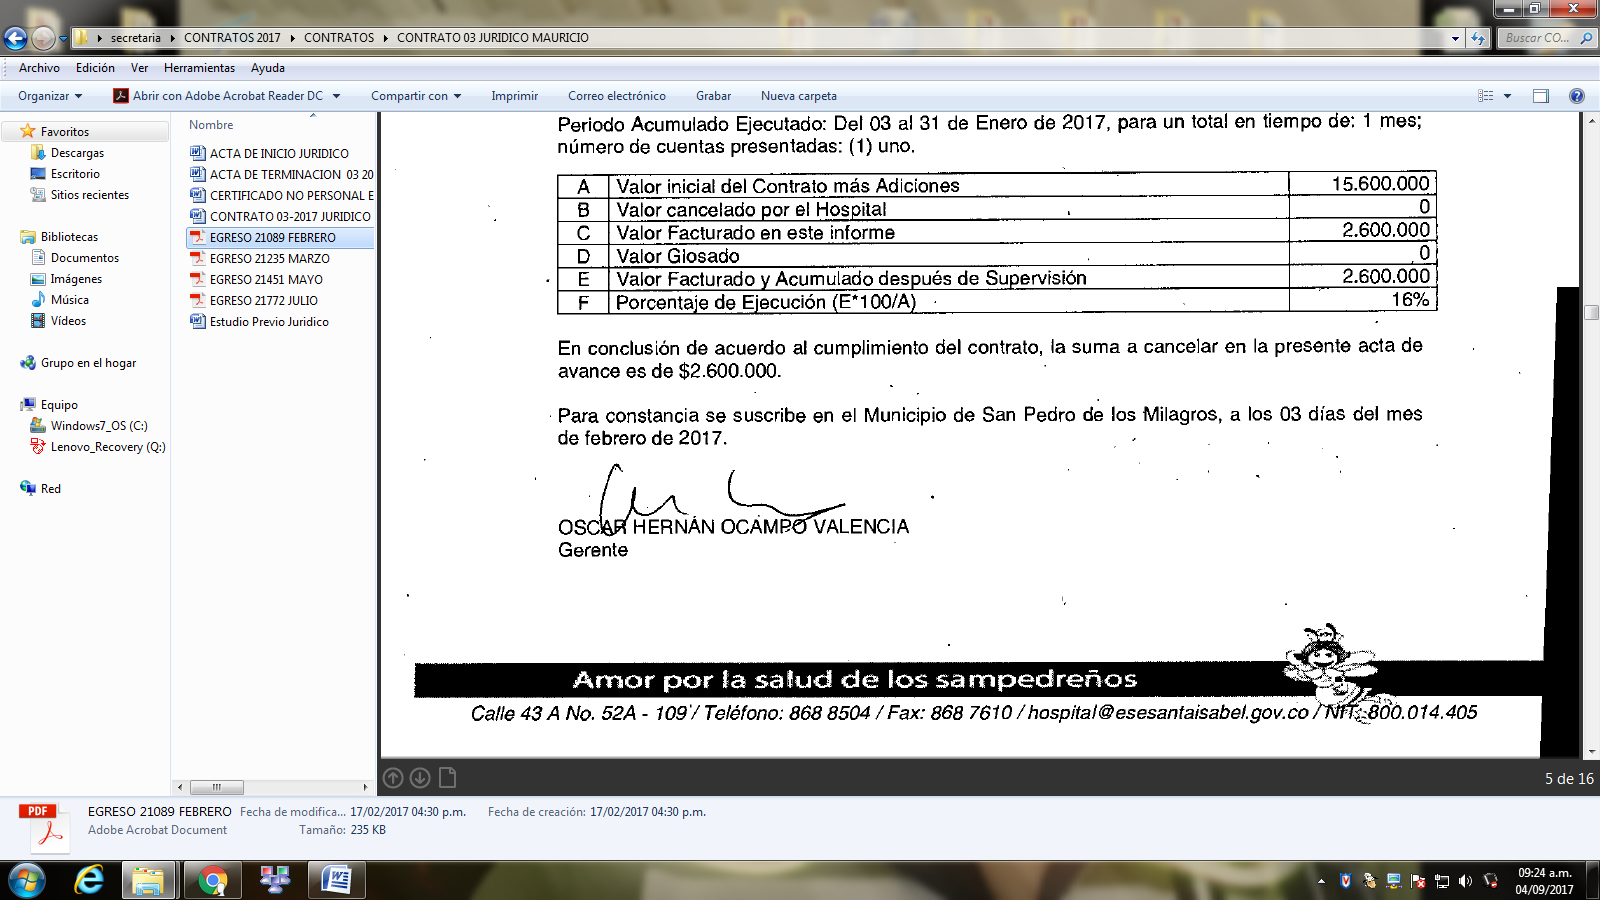 secretaria ▸ CONTRATOS 2017 ▸ CONTRATOS ▸ CONTRATO 03 JURIDICO MAURICIO
Buscar CO...
Archivo Edición Ver Herramientas Ayuda
Organizar Abrir con Adobe Acrobat Reader DC Compartir con Imprimir Correo electrónico Grabar Nueva carpeta
Favoritos
Descargas
Escritorio
Sitios recientes
Bibliotecas
Documentos
Imágenes
Música
Vídeos
Grupo en el hogar
Equipo
Windows7_OS (C:)
Lenovo_Recovery (Q:)
Red
Nombre
ACTA DE INICIO JURIDICO
ACTA DE TERMINACION 03 20
CERTIFICADO NO PERSONAL E
CONTRATO 03-2017 JURIDICO
EGRESO 21089 FEBRERO
EGRESO 21235 MARZO
EGRESO 21451 MAYO
EGRESO 21772 JULIO
Estudio Previo Juridico
Periodo Acumulado Ejecutado: Del 03 al 31 de Enero de 2017, para un total en tiempo de: 1 mes;
número de cuentas presentadas: (1) uno.
A Valor inicial del Contrato más Adiciones 15.600.000
B Valor cancelado por el Hospital 0
C Valor Facturado en este informe 2.600.000
D Valor Glosado 0
E Valor Facturado y Acumulado después de Supervisión 2.600.000
F Porcentaje de Ejecución (E*100/A) 16%
En conclusión de acuerdo al cumplimiento del contrato, la suma a cancelar en la presente acta de
avance es de $2.600.000.
Para constancia se suscribe en el Municipio de San Pedro de los Milagros, a los 03 días del mes
de febrero de 2017.
OSCAR HERNÁN OCAMPO VALENCIA
Gerente
Amor por la salud de los sampedreños
Calle 43 A No. 52A - 109 / Teléfono: 868 8504 / Fax: 868 7610 / hospital@esesantaisabel.gov.co / NIT: 800.014.405
5 de 16
PDF
EGRESO 21089 FEBRERO Fecha de modifica... 17/02/2017 04:30 p.m. Fecha de creación: 17/02/2017 04:30 p.m.
Adobe Acrobat Document Tamaño: 235 KB
09:24 a.m.
04/09/2017